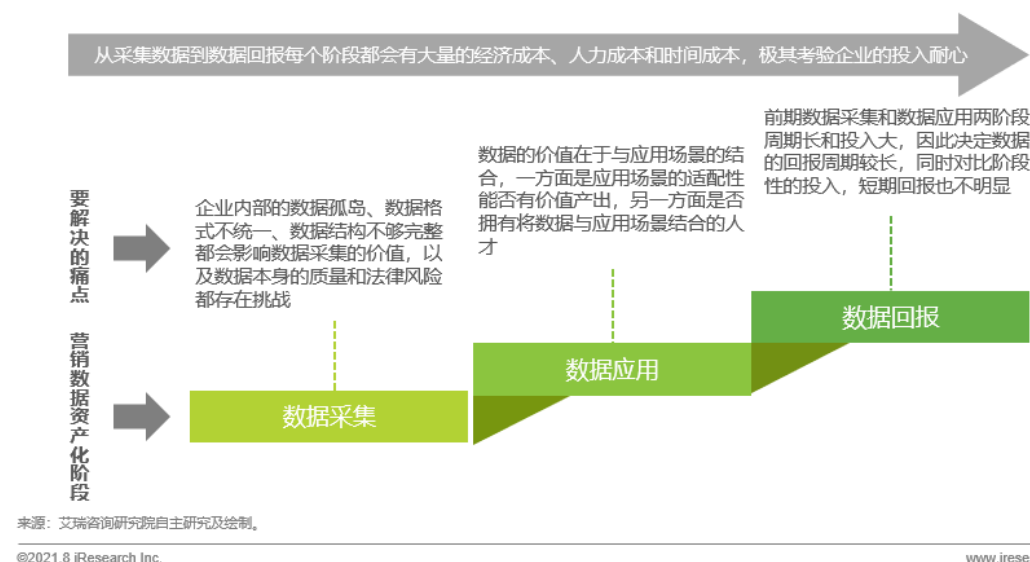 从采集数据到数据回报每个阶段都会有大量的经济成本、人力成本和时间成本，极其考验企业的投入耐心
要解决的痛点
企业内部的数据孤岛、数据格
式不统一、数据结构不够完整
都会影响数据采集的价值，以
及数据本身的质量和法律风险
都存在挑战
数据的价值在于与应用场景的结
合，一方面是应用场景的适配性
能否有价值产出，另一方面是否
拥有将数据与应用场景结合的人
才
前期数据采集和数据应用两阶段
周期长和投入大，因此决定数据
的回报周期较长，同时对比阶段
性的投入，短期回报也不明显
营销数据资产化阶段
数据采集
数据应用
数据回报
来源：艾瑞咨询研究院自主研究及绘制。
©2021.8 iResearch Inc.
www.irese